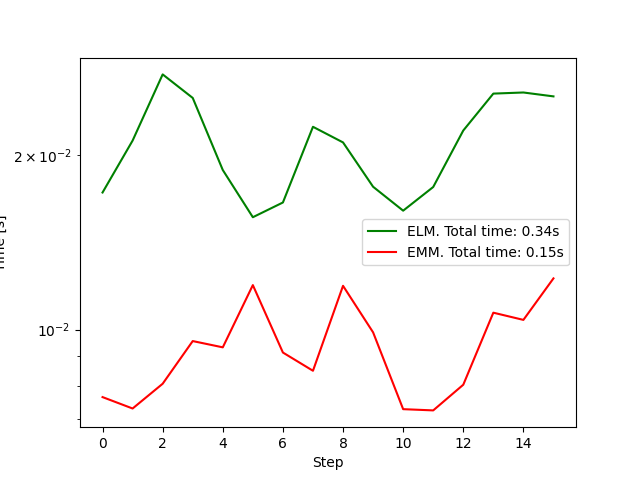 2 × 10⁻²
10⁻²
Time [s]
ELM. Total time: 0.34s
EMM. Total time: 0.15s
0 2 4 6 8 10 12 14
Step